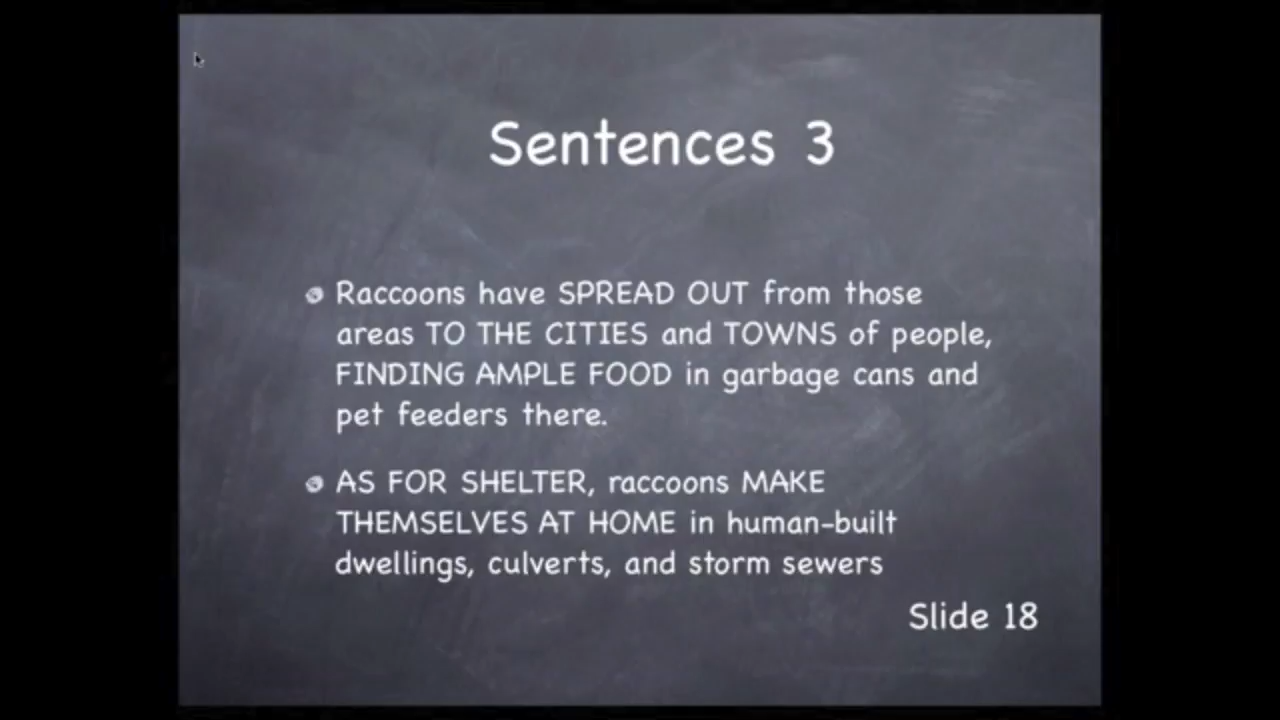 Sentences 3
Raccoons have SPREAD OUT from those
areas TO THE CITIES and TOWNS of people,
FINDING AMPLE FOOD in garbage cans and
pet feeders there.
AS FOR SHELTER, raccoons MAKE
THEMSELVES AT HOME in human-built
dwellings, culverts, and storm sewers
Slide 18